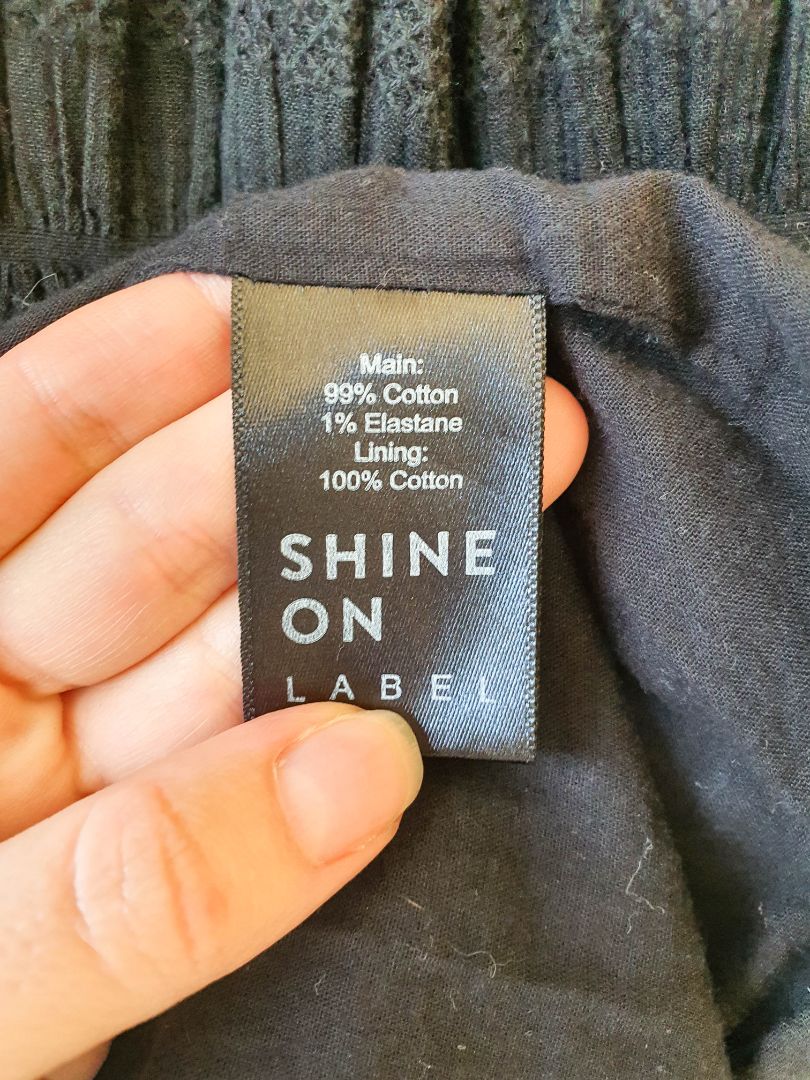 Main:
99% Cotton
1% Elastane
Lining:
100% Cotton
SHINE
ON
LABEL